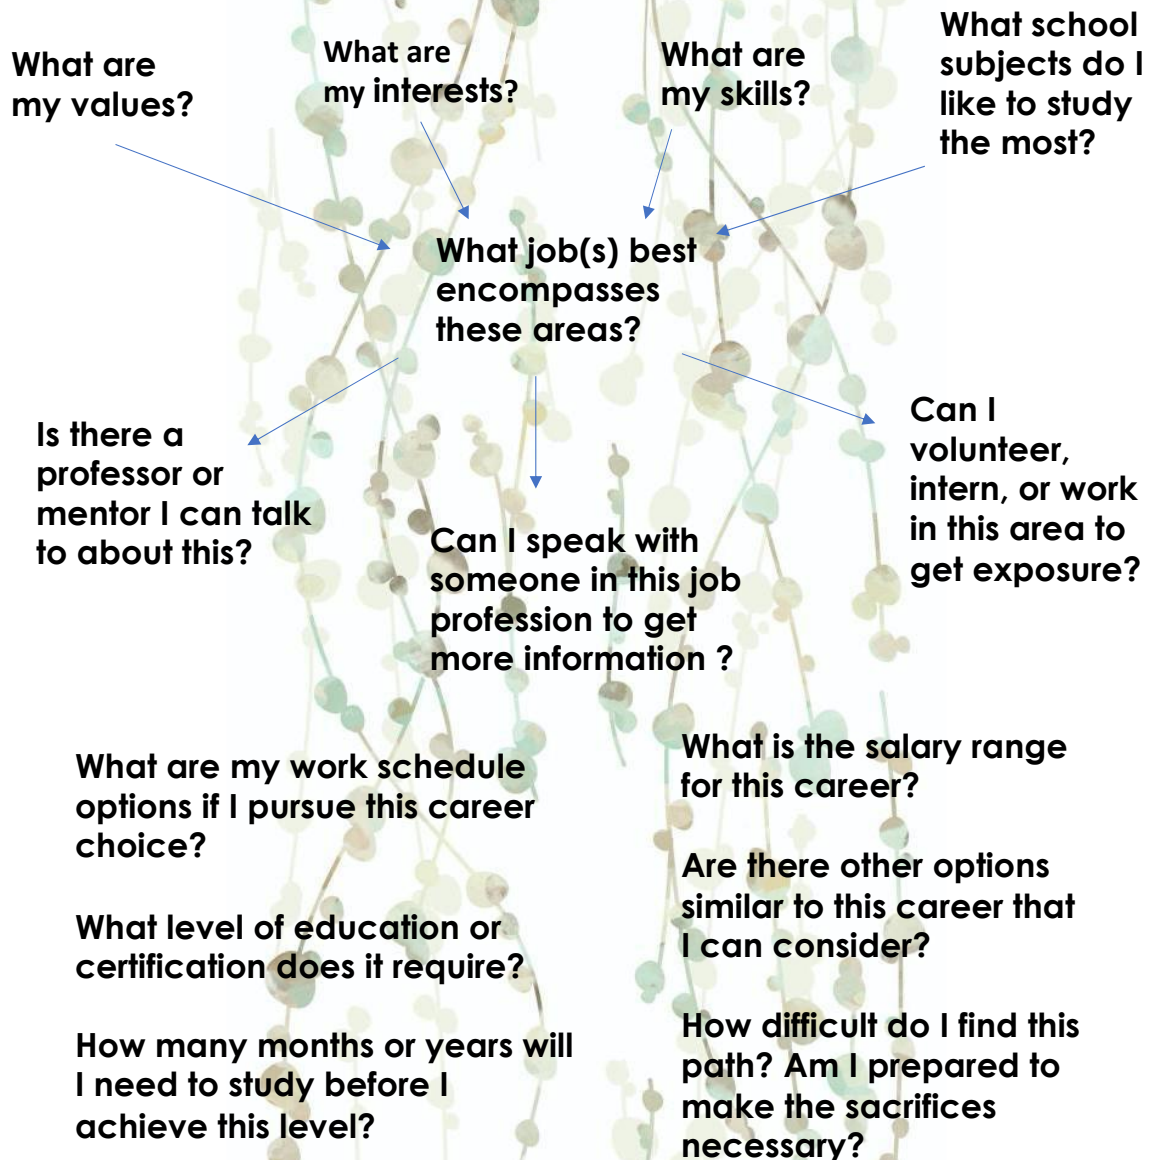 What are
my values?
What are
my interests?
What are
my skills?
What school
subjects do I
like to study
the most?
What job(s) best
encompasses
these areas?
Is there a
professor or
mentor I can talk
to about this?
Can I speak with
someone in this job
profession to get
more information ?
Can I
volunteer,
intern, or work
in this area to
get exposure?
What are my work schedule
options if I pursue this career
choice?
What level of education or
certification does it require?
How many months or years will
I need to study before I
achieve this level?
What is the salary range
for this career?
Are there other options
similar to this career that
I can consider?
How difficult do I find this
path? Am I prepared to
make the sacrifices
necessary?